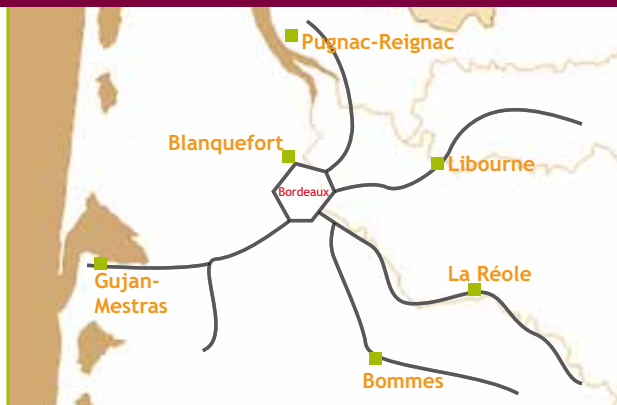 Pugnac-Reignac
Blanquefort
Libourne
Bordeaux
Gujan-
Mestras
La Réole
Bommes